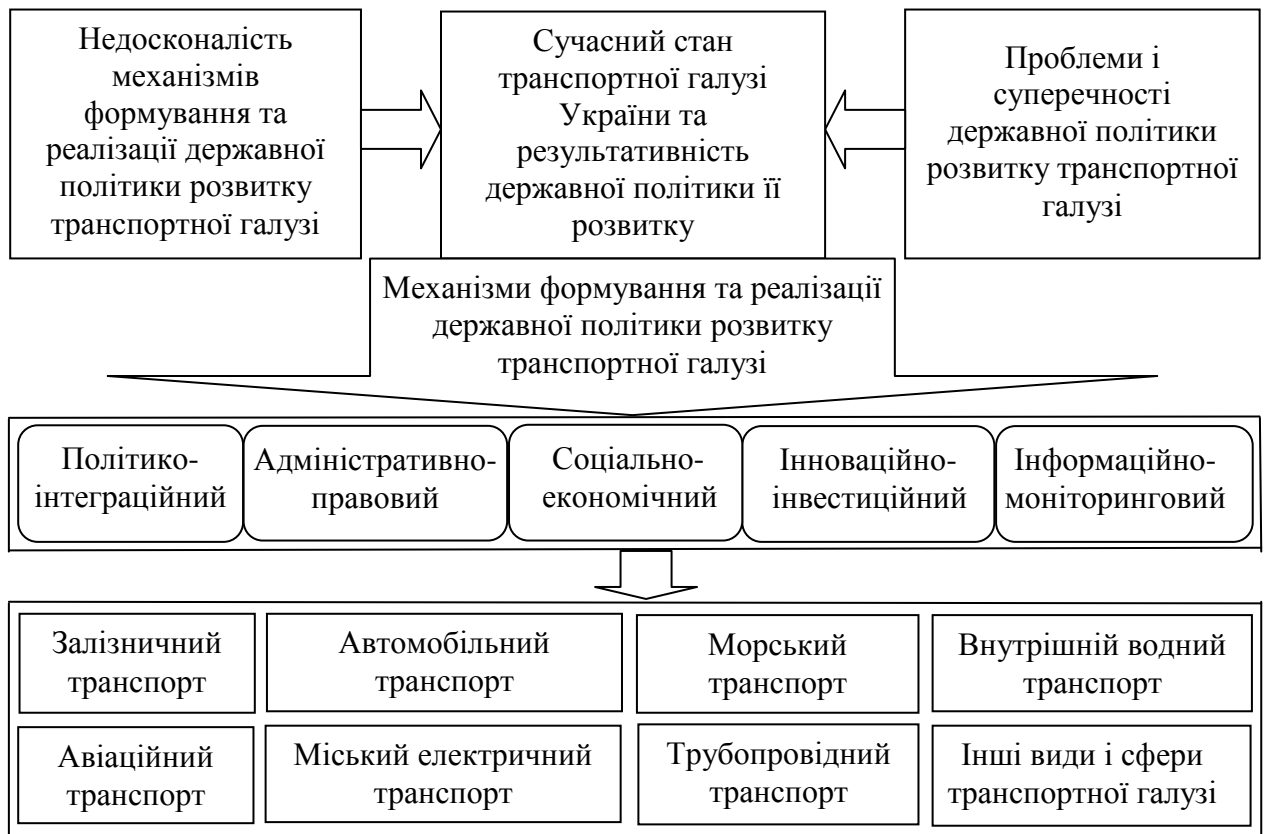 Недосконалість
механізмів
формування та
реалізації державної
політики розвитку
транспортної галузі
Сучасний стан
транспортної галузі
України та
результативність
державної політики її
розвитку
Проблеми і
суперечності
державної політики
розвитку транспортної
галузі
Механізми формування та реалізації
державної політики розвитку
транспортної галузі
Політико-
інтеграційний
Адміністративно-
правовий
Соціально-
економічний
Інноваційно-
інвестиційний
Інформаційно-
моніторинговий
Залізничний
транспорт
Автомобільний
транспорт
Морський
транспорт
Внутрішній водний
транспорт
Авіаційний
транспорт
Міський електричний
транспорт
Трубопровідний
транспорт
Інші види і сфери
транспортної галузі